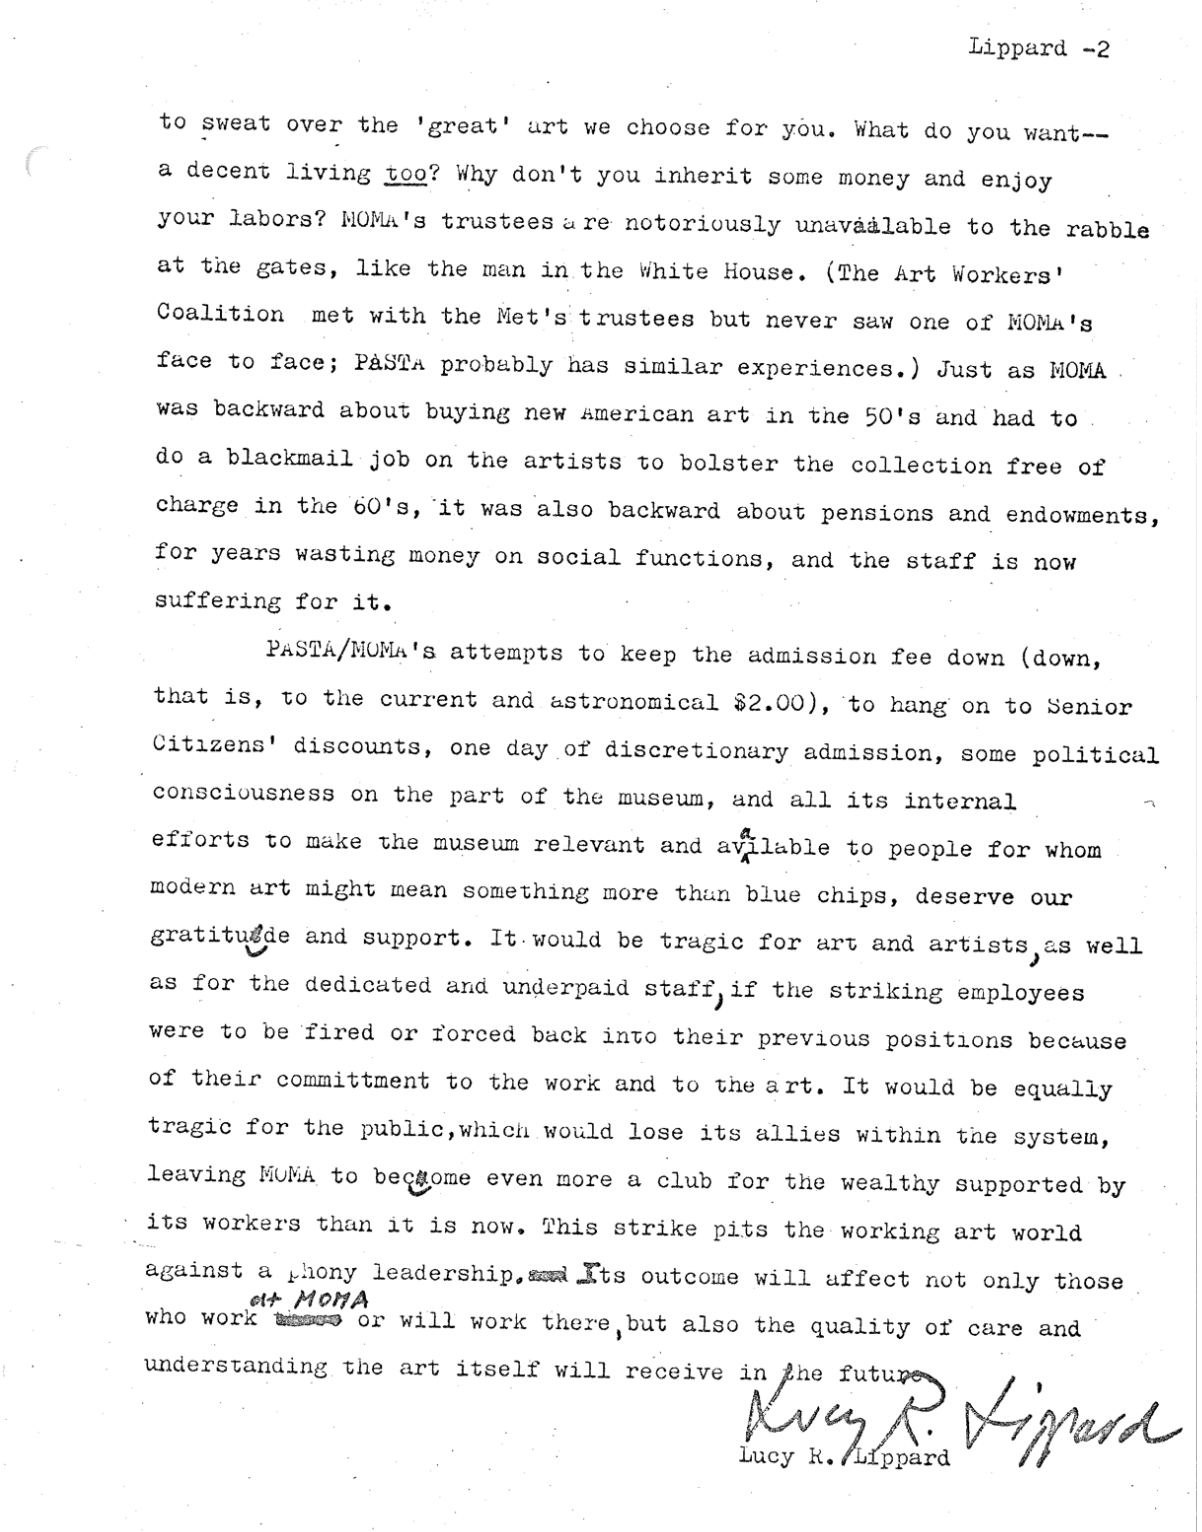 Lippard -2
to sweat over the 'great' art we choose for you. What do you want--
a decent living too? Why don't you inherit some money and enjoy
your labors? MOMA's trustees are notoriously unavailable to the rabble
at the gates, like the man in the White House. (The Art Workers'
Coalition met with the Met's trustees but never saw one of MOMA's
face to face; PASTA probably has similar experiences.) Just as MOMA
was backward about buying new American art in the 50's and had to
do a blackmail job on the artists to bolster the collection free of
charge in the 60's, it was also backward about pensions and endowments,
for years wasting money on social functions, and the staff is now
suffering for it.
PASTA/MOMA's attempts to keep the admission fee down (down,
that is, to the current and astronomical $2.00), to hang on to Senior
Citizens' discounts, one day of discretionary admission, some political
consciousness on the part of the museum, and all its internal
efforts to make the museum relevant and available to people for whom
modern art might mean something more than blue chips, deserve our
gratitude and support. It would be tragic for art and artists, as well
as for the dedicated and underpaid staff, if the striking employees
were to be fired or forced back into their previous positions because
of their committment to the work and to the art. It would be equally
tragic for the public, which would lose its allies within the system,
leaving MOMA to become even more a club for the wealthy supported by
its workers than it is now. This strike pits the working art world
against a phony leadership. Its outcome will affect not only those
who work at MOMA or will work there, but also the quality of care and
understanding the art itself will receive in the future
Lucy R. Lippard
Lucy R. Lippard